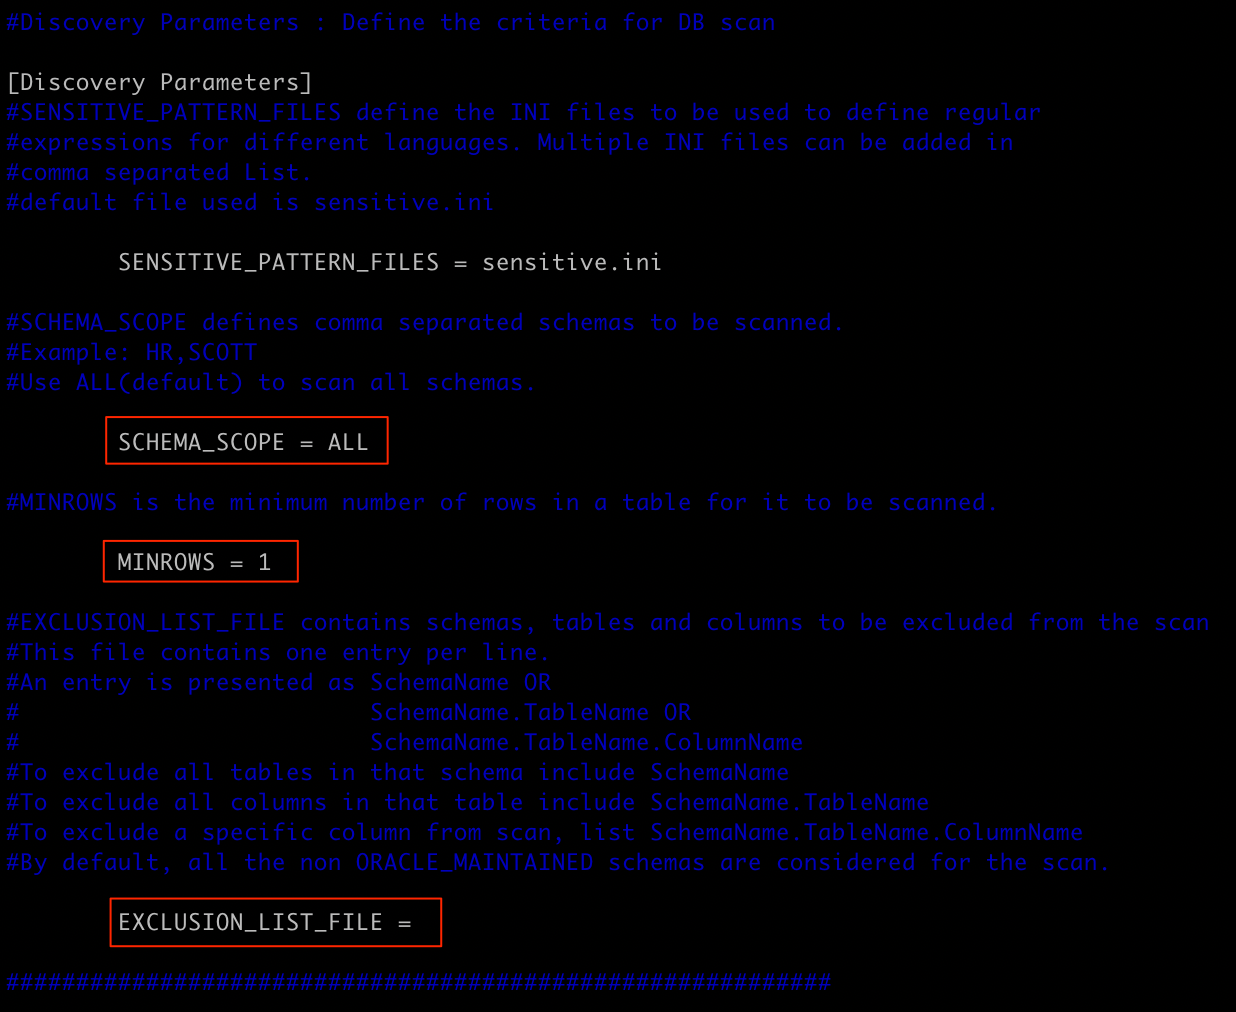 #Discovery Parameters : Define the criteria for DB scan
[Discovery Parameters]
#SENSITIVE_PATTERN_FILES define the INI files to be used to define regular
#expressions for different languages. Multiple INI files can be added in
#comma separated List.
#default file used is sensitive.ini
SENSITIVE_PATTERN_FILES = sensitive.ini
#SCHEMA_SCOPE defines comma separated schemas to be scanned.
#Example: HR,SCOTT
#Use ALL(default) to scan all schemas.
SCHEMA_SCOPE = ALL
#MINROWS is the minimum number of rows in a table for it to be scanned.
MINROWS = 1
#EXCLUSION_LIST_FILE contains schemas, tables and columns to be excluded from the scan
#This file contains one entry per line.
#An entry is presented as SchemaName OR
#                         SchemaName.TableName OR
#                         SchemaName.TableName.ColumnName
#To exclude all tables in that schema include SchemaName
#To exclude all columns in that table include SchemaName.TableName
#To exclude a specific column from scan, list SchemaName.TableName.ColumnName
#By default, all the non ORACLE_MAINTAINED schemas are considered for the scan.
EXCLUSION_LIST_FILE =
###########################################################